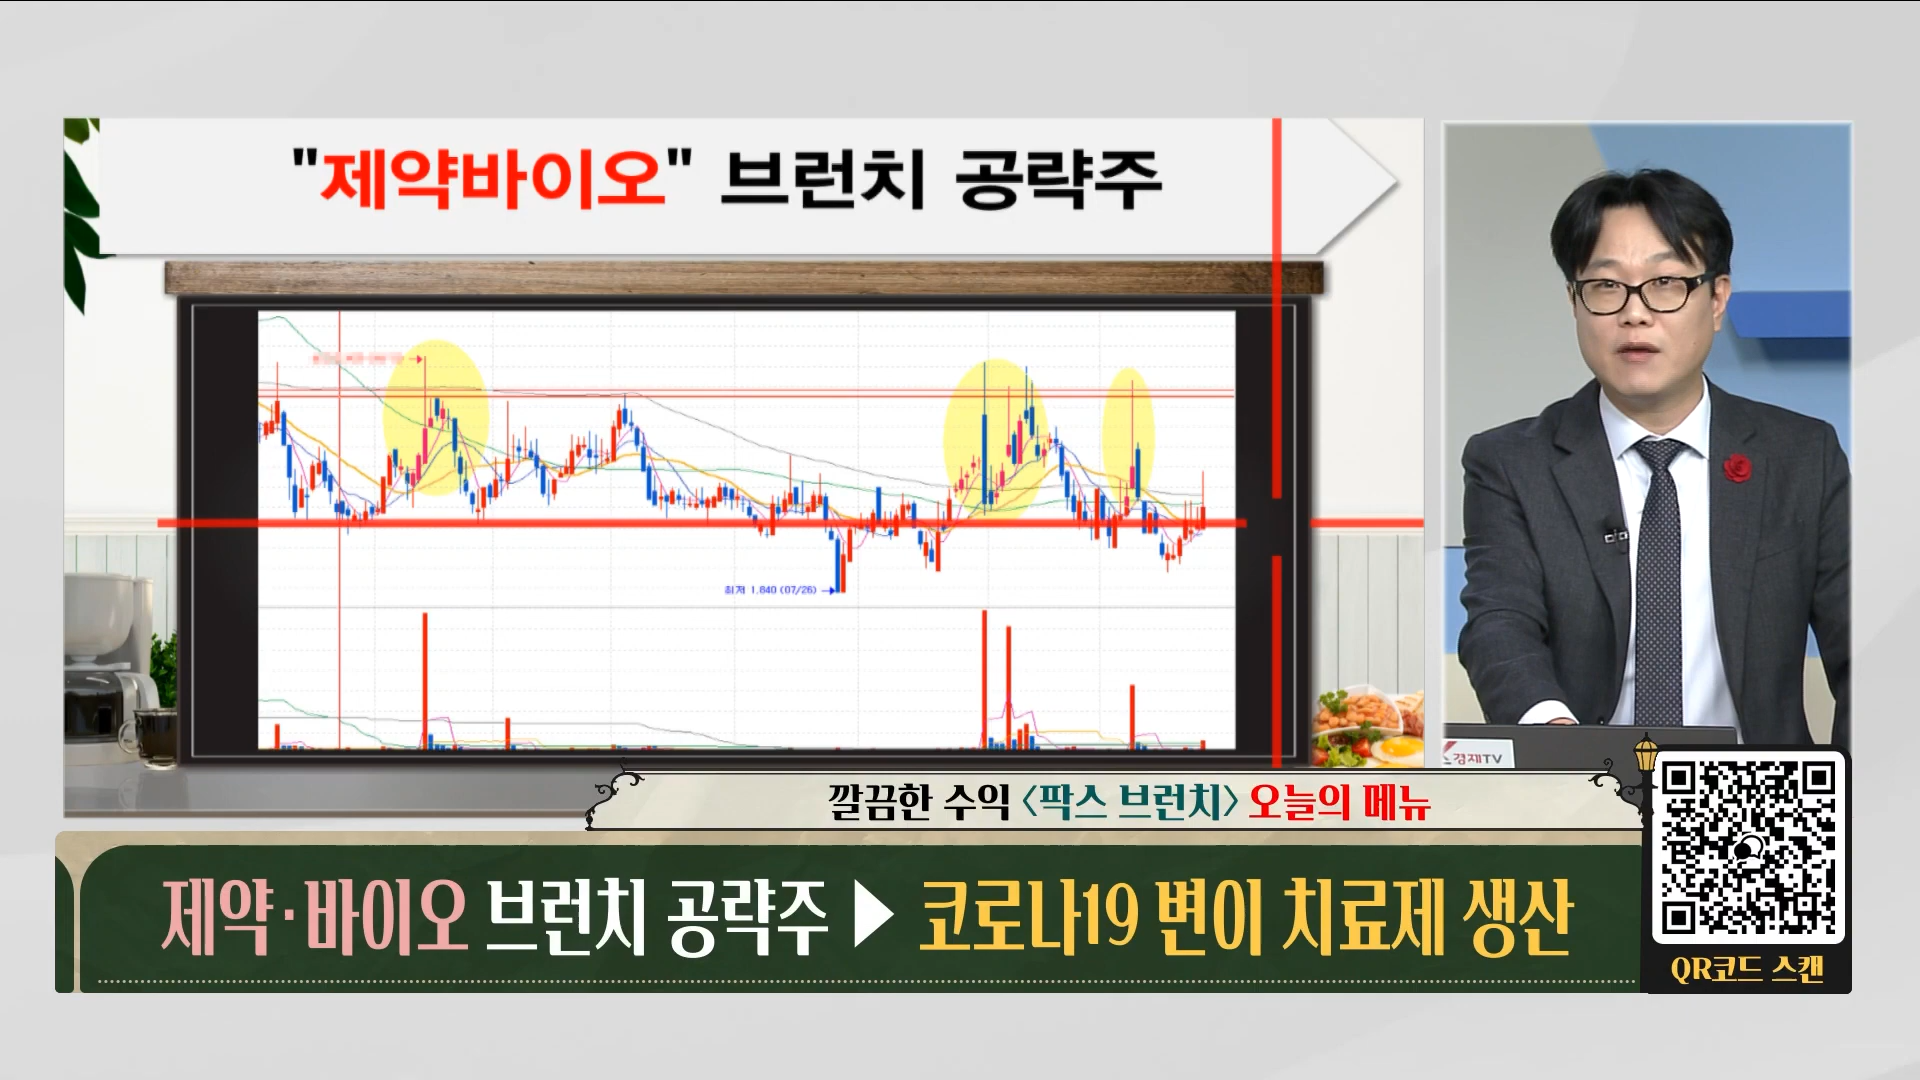 "제약바이오" 브런치 공략주
최저 1,840 (07/26)
경제TV
깔끔한 수익 〈팍스 브런치〉 오늘의 메뉴
제약·바이오 브런치 공략주 ▶ 코로나19 변이 치료제 생산
QR코드 스캔